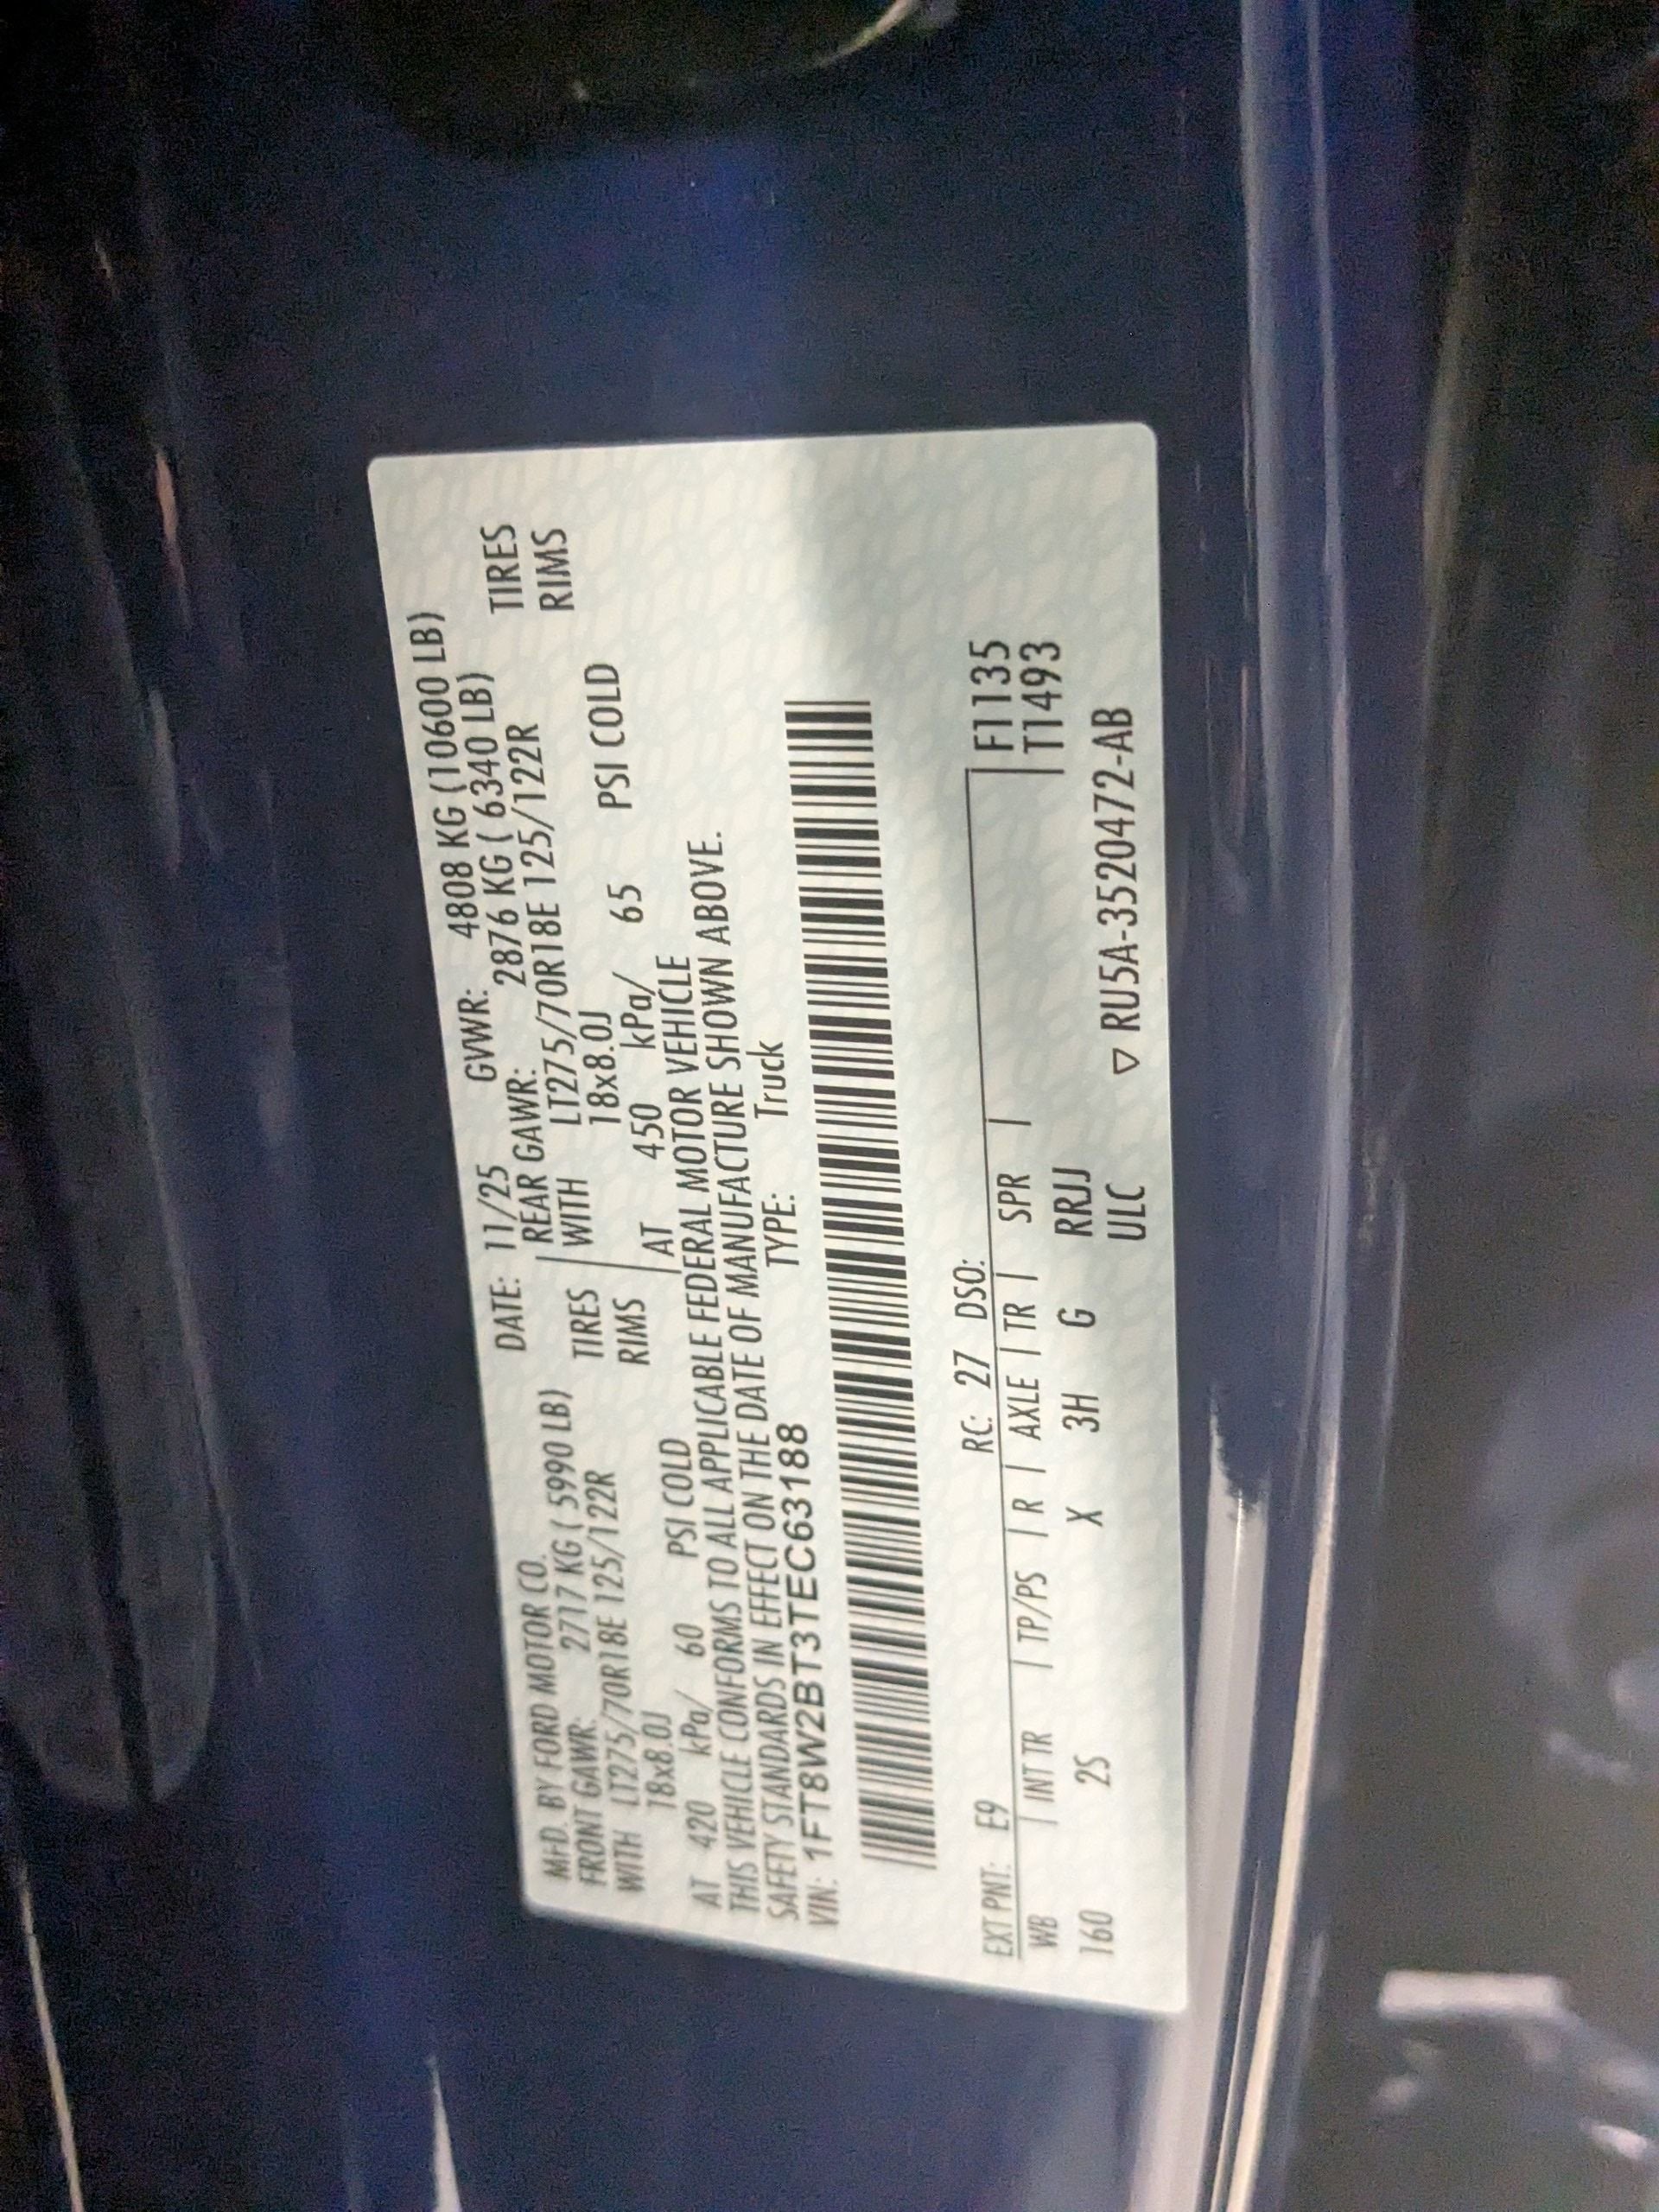 MFD. BY FORD MOTOR CO. DATE: 11/25 GVWR: 4808 KG (10600 LB)
FRONT GAWR: 2717 KG ( 5990 LB) REAR GAWR: 2876 KG ( 6340 LB)
WITH LT275/70R18E 125/122R TIRES WITH LT275/70R18E 125/122R TIRES
18x8.0J RIMS 18x8.0J RIMS
AT 420 kPa/ 60 PSI COLD AT 450 kPa/ 65 PSI COLD
THIS VEHICLE CONFORMS TO ALL APPLICABLE FEDERAL MOTOR VEHICLE
SAFETY STANDARDS IN EFFECT ON THE DATE OF MANUFACTURE SHOWN ABOVE.
VIN: 1FT8W2BT3TEC63188 TYPE: Truck
EXT PNT: E9 RC: 27 DSO:
WB | INT TR | TP/PS | R | AXLE | TR | SPR | F1135
160 2S X 3H G RRJJ T1493
ULC ▽ RU5A-3520472-AB